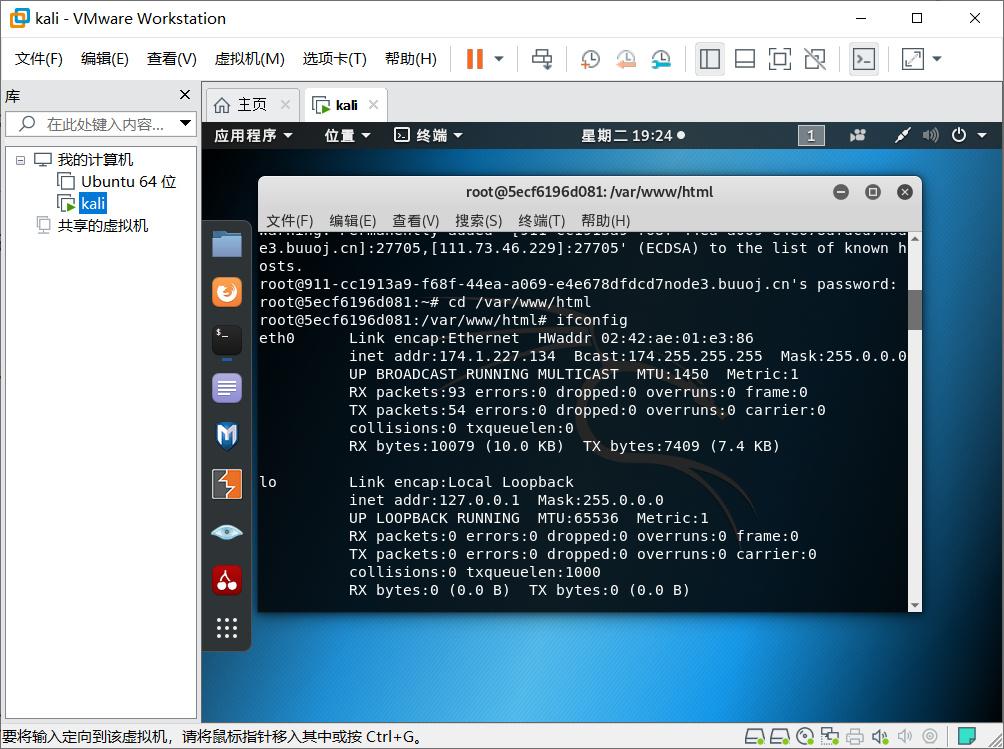 kali - VMware Workstation
文件(F) 编辑(E) 查看(V) 虚拟机(M) 选项卡(T) 帮助(H)
库
在此处键入内容...
我的计算机
Ubuntu 64 位
kali
共享的虚拟机
主页 kali
应用程序 位置 终端 星期二 19:24 1
root@5ecf6196d081: /var/www/html
文件(F) 编辑(E) 查看(V) 搜索(S) 终端(T) 帮助(H)
e3.buuoj.cn]:27705,[111.73.46.229]:27705' (ECDSA) to the list of known h
osts.
root@911-cc1913a9-f68f-44ea-a069-e4e678dfdcd7node3.buuoj.cn's password:
root@5ecf6196d081:~# cd /var/www/html
root@5ecf6196d081:/var/www/html# ifconfig
eth0 Link encap:Ethernet HWaddr 02:42:ae:01:e3:86
inet addr:174.1.227.134 Bcast:174.255.255.255 Mask:255.0.0.0
UP BROADCAST RUNNING MULTICAST MTU:1450 Metric:1
RX packets:93 errors:0 dropped:0 overruns:0 frame:0
TX packets:54 errors:0 dropped:0 overruns:0 carrier:0
collisions:0 txqueuelen:0
RX bytes:10079 (10.0 KB) TX bytes:7409 (7.4 KB)
lo Link encap:Local Loopback
inet addr:127.0.0.1 Mask:255.0.0.0
UP LOOPBACK RUNNING MTU:65536 Metric:1
RX packets:0 errors:0 dropped:0 overruns:0 frame:0
TX packets:0 errors:0 dropped:0 overruns:0 carrier:0
collisions:0 txqueuelen:1000
RX bytes:0 (0.0 B) TX bytes:0 (0.0 B)
要将输入定向到该虚拟机，请将鼠标指针移入其中或按 Ctrl+G。